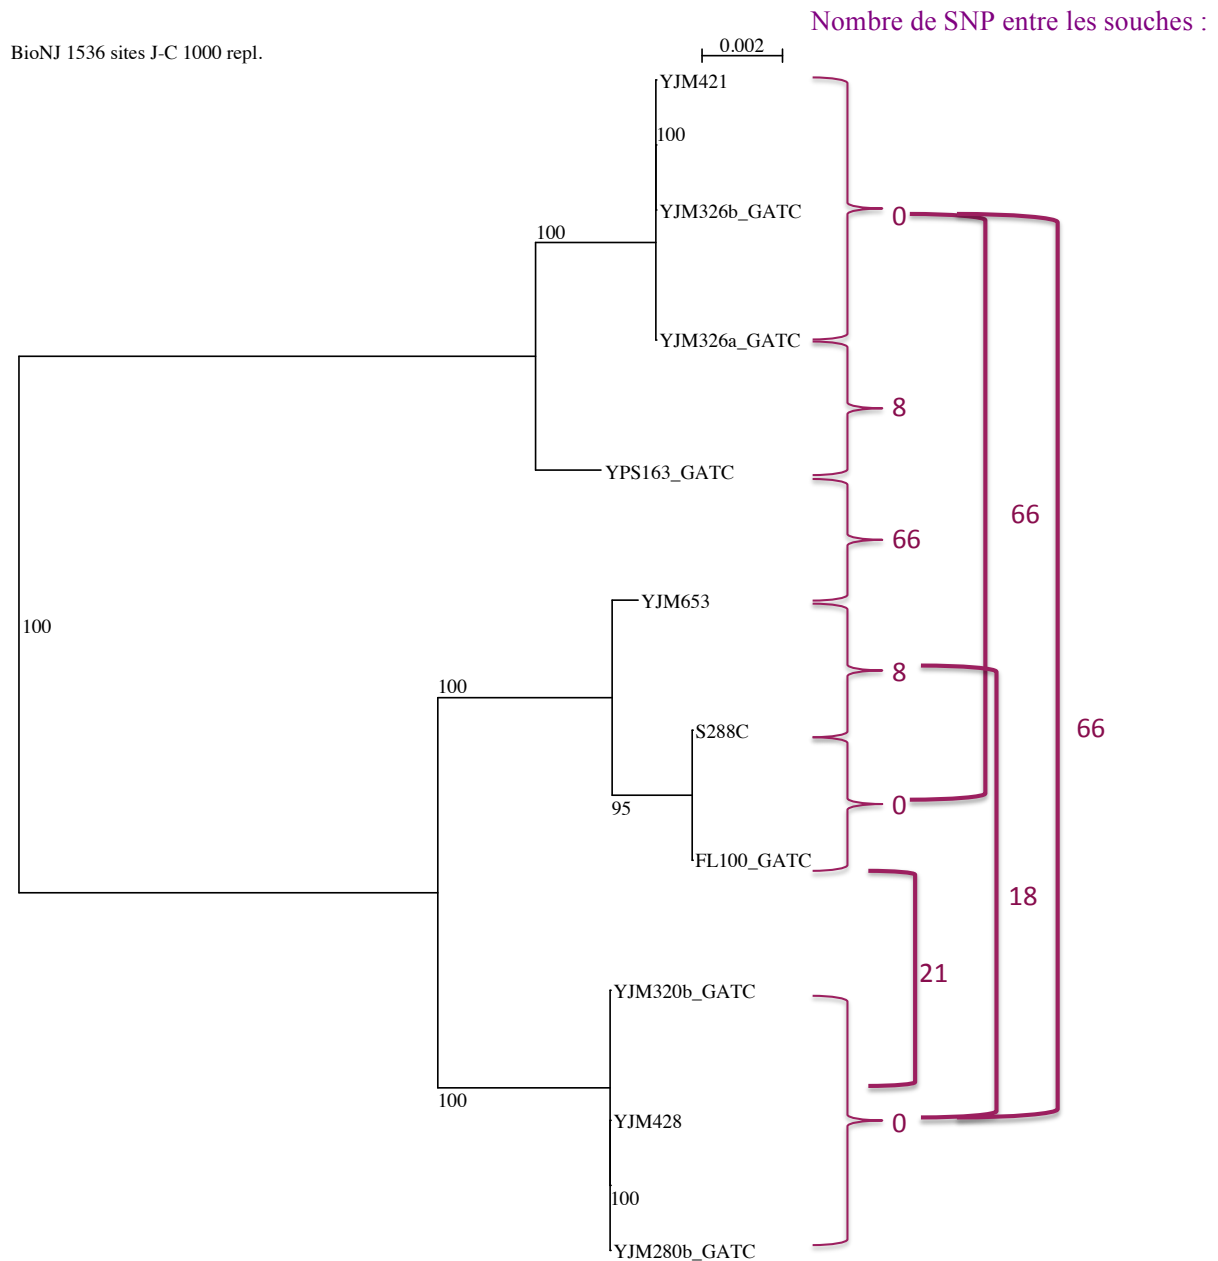 Nombre de SNP entre les souches :
BioNJ 1536 sites J-C 1000 repl.
0.002
YJM421
100
YJM326b_GATC
0
100
YJM326a_GATC
8
YPS163_GATC
66
66
YJM653
100
8
100
S288C
66
0
95
FL100_GATC
18
21
YJM320b_GATC
100
YJM428
0
100
YJM280b_GATC